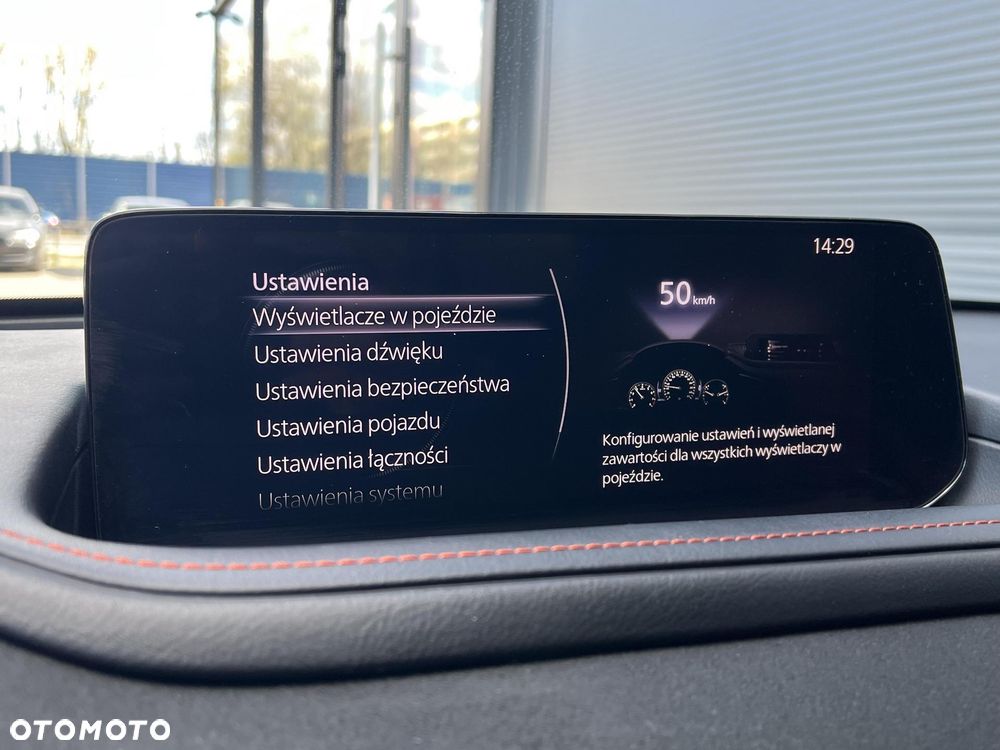 14:29
Ustawienia
Wyświetlacze w pojeździe
Ustawienia dźwięku
Ustawienia bezpieczeństwa
Ustawienia pojazdu
Ustawienia łączności
Ustawienia systemu
50 km/h
Konfigurowanie ustawień i wyświetlanej
zawartości dla wszystkich wyświetlaczy w
pojeździe.
OTOMOTO